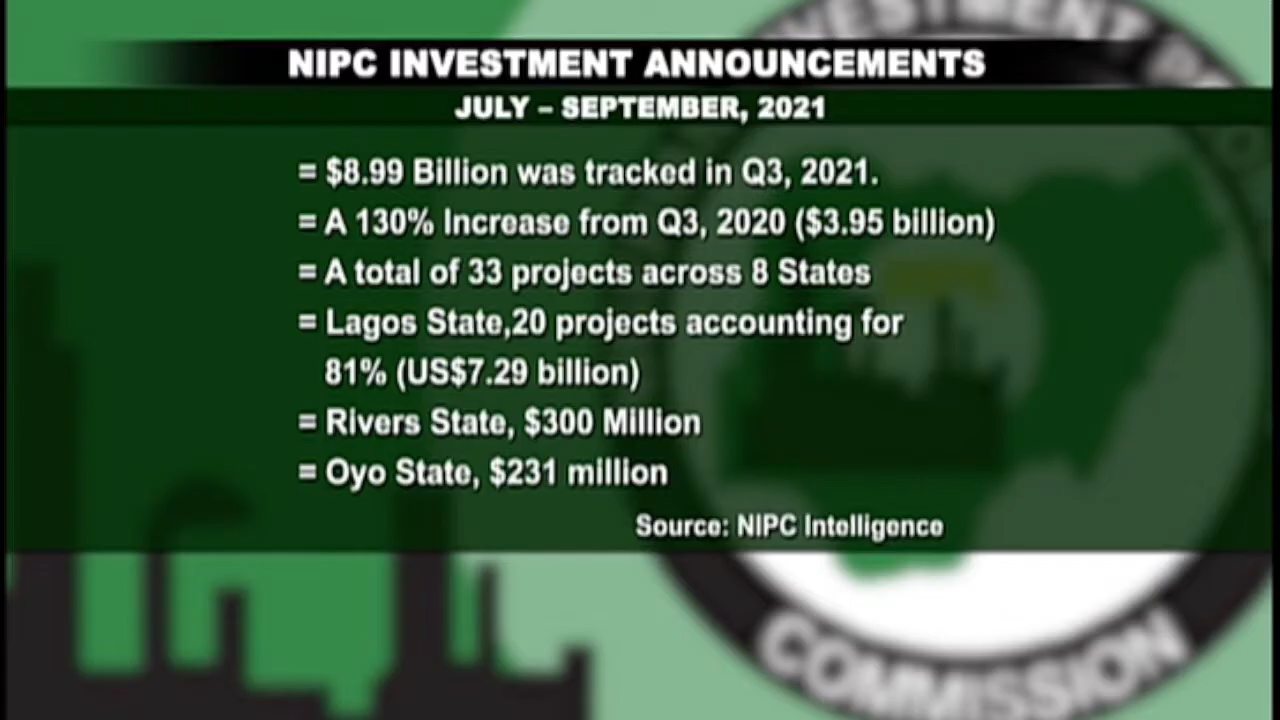 NIPC INVESTMENT ANNOUNCEMENTS
JULY – SEPTEMBER, 2021
= $8.99 Billion was tracked in Q3, 2021.
= A 130% Increase from Q3, 2020 ($3.95 billion)
= A total of 33 projects across 8 States
= Lagos State,20 projects accounting for
81% (US$7.29 billion)
= Rivers State, $300 Million
= Oyo State, $231 million
Source: NIPC Intelligence
COMMISSION